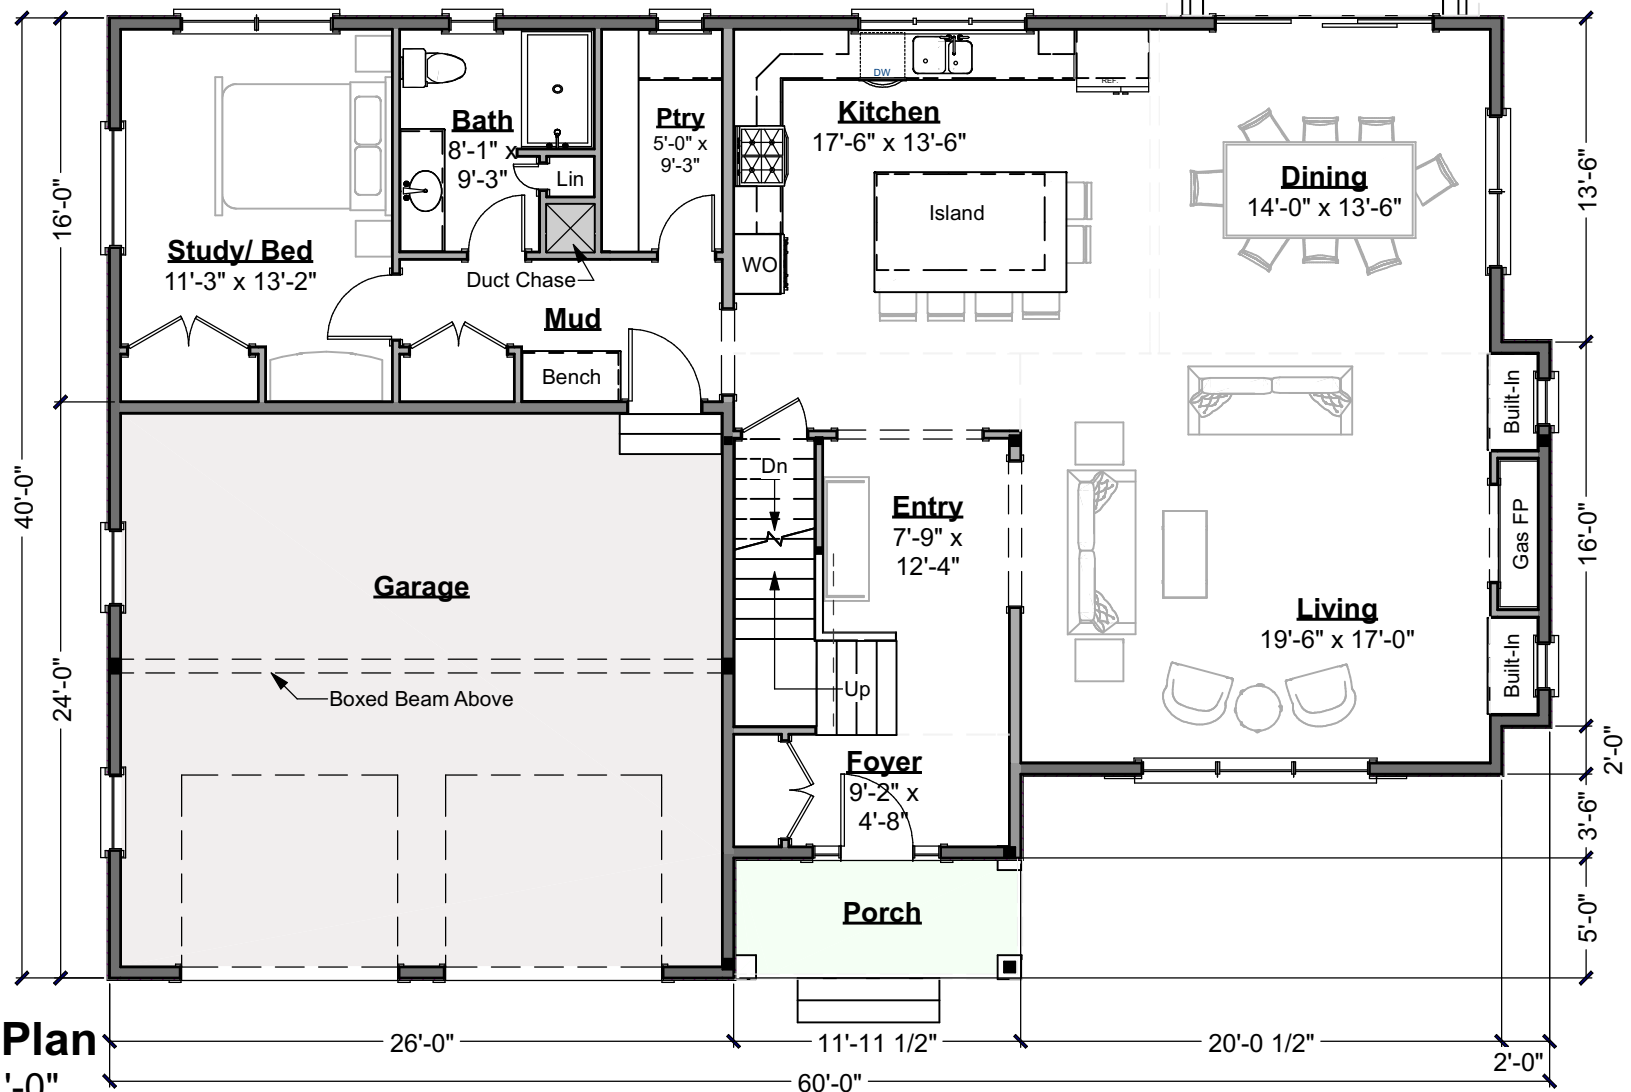 DW
REF.
Kitchen
17'-6" x 13'-6"
Bath
8'-1" x
9'-3"
Ptry
5'-0" x
9'-3"
Lin
Dining
14'-0" x 13'-6"
13'-6"
16'-0"
Island
Study/ Bed
11'-3" x 13'-2"
WO
Duct Chase
Mud
Bench
Built-In
40'-0"
Dn
Entry
7'-9" x
12'-4"
Gas FP
16'-0"
Garage
Living
19'-6" x 17'-0"
Built-In
24'-0"
Boxed Beam Above
Up
2'-0"
Foyer
9'-2" x
4'-8"
3'-6"
Porch
5'-0"
Plan
'-0"
26'-0"
11'-11 1/2"
20'-0 1/2"
2'-0"
60'-0"